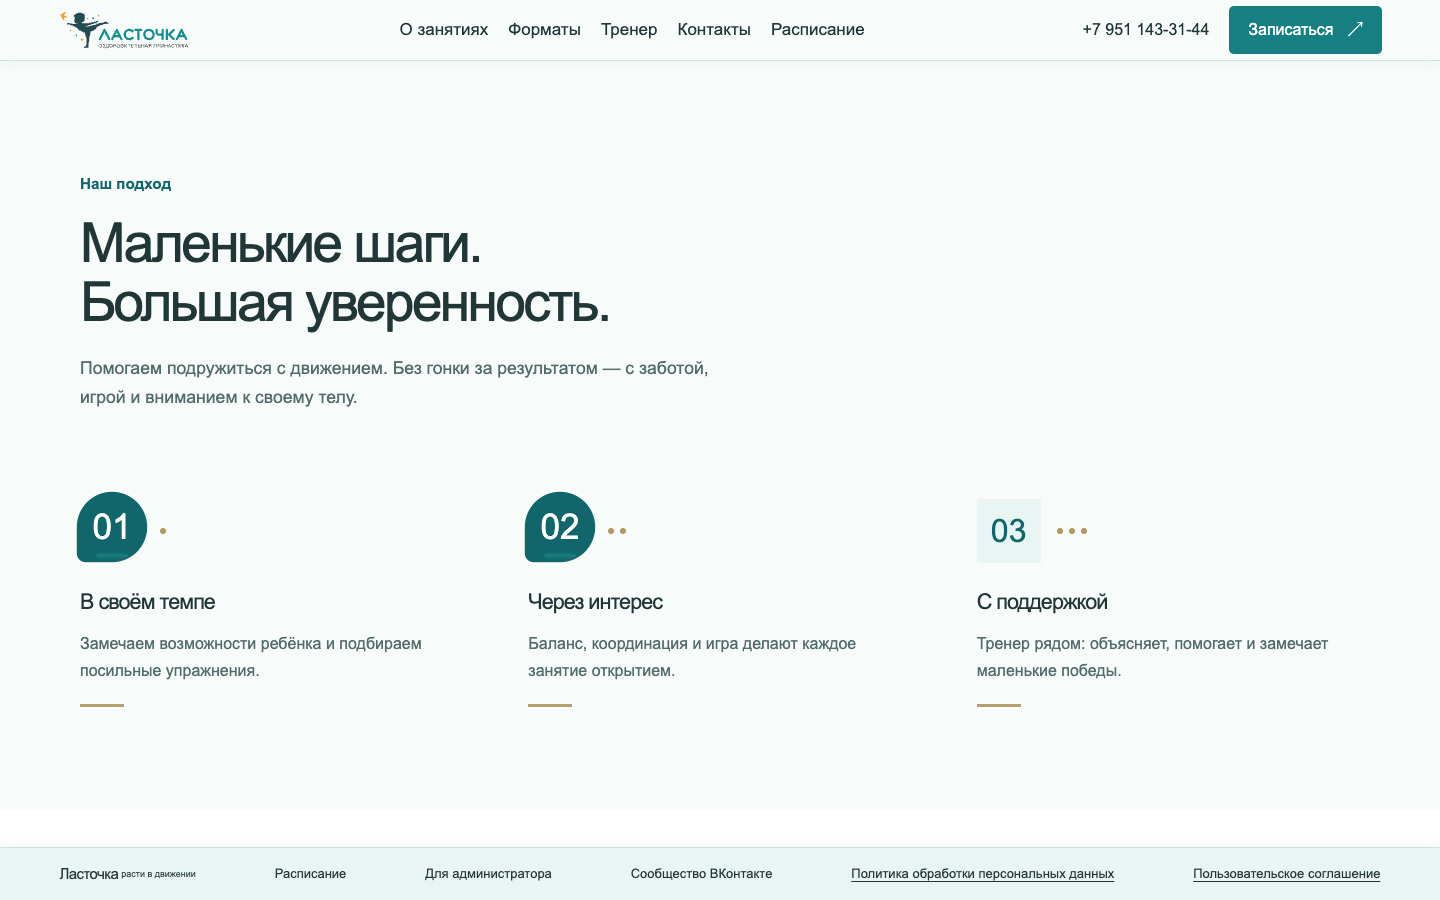 ЛАСТОЧКА
ОЗДОРОВИТЕЛЬНАЯ ГИМНАСТИКА
О занятиях
Форматы
Тренер
Контакты
Расписание
+7 951 143-31-44
Записаться
Наш подход
Маленькие шаги.
Большая уверенность.
Помогаем подружиться с движением. Без гонки за результатом — с заботой,
игрой и вниманием к своему телу.
01
В своём темпе
Замечаем возможности ребёнка и подбираем
посильные упражнения.
02
Через интерес
Баланс, координация и игра делают каждое
занятие открытием.
03
С поддержкой
Тренер рядом: объясняет, помогает и замечает
маленькие победы.
Ласточка расти в движении
Расписание
Для администратора
Сообщество ВКонтакте
Политика обработки персональных данных
Пользовательское соглашение